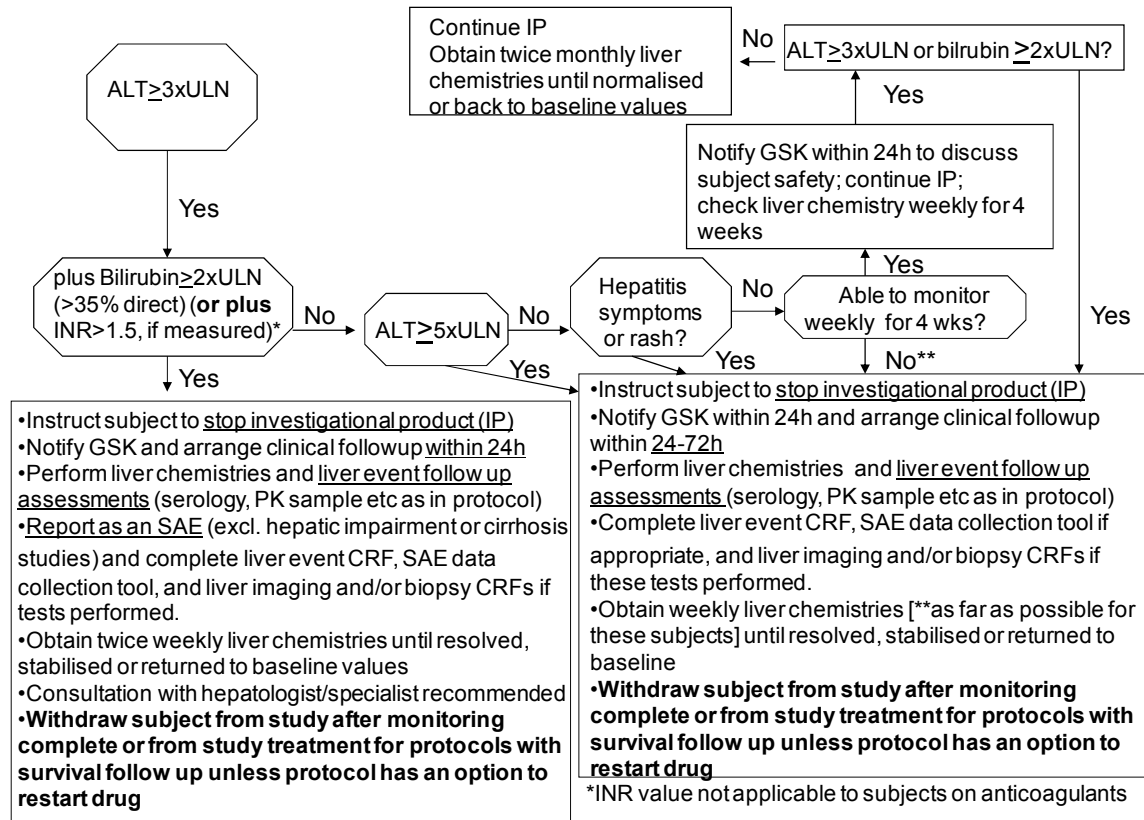 ALT≥3xULN
Yes
plus Bilirubin≥2xULN
(>35% direct) (or plus
INR>1.5, if measured)*
No
Yes
ALT≥5xULN
No
Yes
Hepatitis
symptoms
or rash?
No
Yes
Able to monitor
weekly for 4 wks?
Yes
No**
Notify GSK within 24h to discuss
subject safety; continue IP;
check liver chemistry weekly for 4
weeks
Yes
ALT≥3xULN or bilrubin ≥2xULN?
No
Yes
Continue IP
Obtain twice monthly liver
chemistries until normalised
or back to baseline values
•Instruct subject to stop investigational product (IP)
•Notify GSK and arrange clinical followup within 24h
•Perform liver chemistries and liver event follow up
assessments (serology, PK sample etc as in protocol)
•Report as an SAE (excl. hepatic impairment or cirrhosis
studies) and complete liver event CRF, SAE data
collection tool, and liver imaging and/or biopsy CRFs if
tests performed.
•Obtain twice weekly liver chemistries until resolved,
stabilised or returned to baseline values
•Consultation with hepatologist/specialist recommended
•Withdraw subject from study after monitoring
complete or from study treatment for protocols with
survival follow up unless protocol has an option to
restart drug
•Instruct subject to stop investigational product (IP)
•Notify GSK within 24h and arrange clinical followup
within 24-72h
•Perform liver chemistries and liver event follow up
assessments (serology, PK sample etc as in protocol)
•Complete liver event CRF, SAE data collection tool if
appropriate, and liver imaging and/or biopsy CRFs if
these tests performed.
•Obtain weekly liver chemistries [**as far as possible for
these subjects] until resolved, stabilised or returned to
baseline
•Withdraw subject from study after monitoring
complete or from study treatment for protocols with
survival follow up unless protocol has an option to
restart drug
*INR value not applicable to subjects on anticoagulants